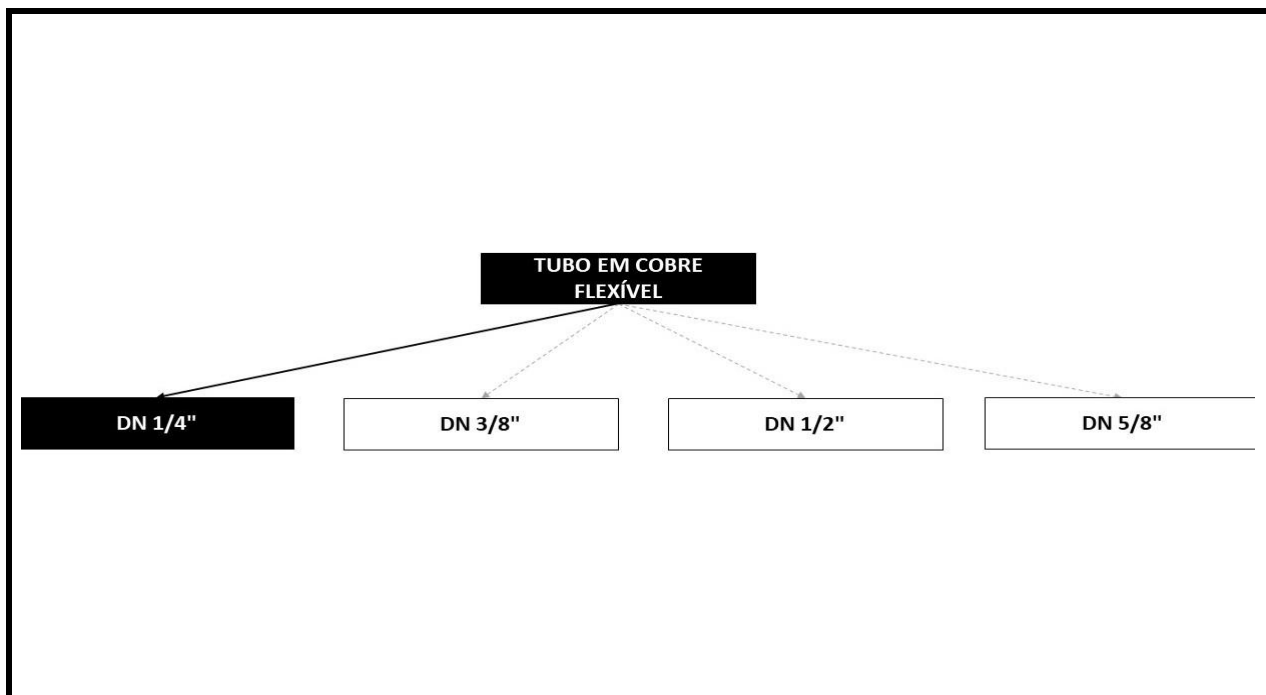 TUBO EM COBRE
FLEXÍVEL
DN 1/4"
DN 3/8"
DN 1/2"
DN 5/8"